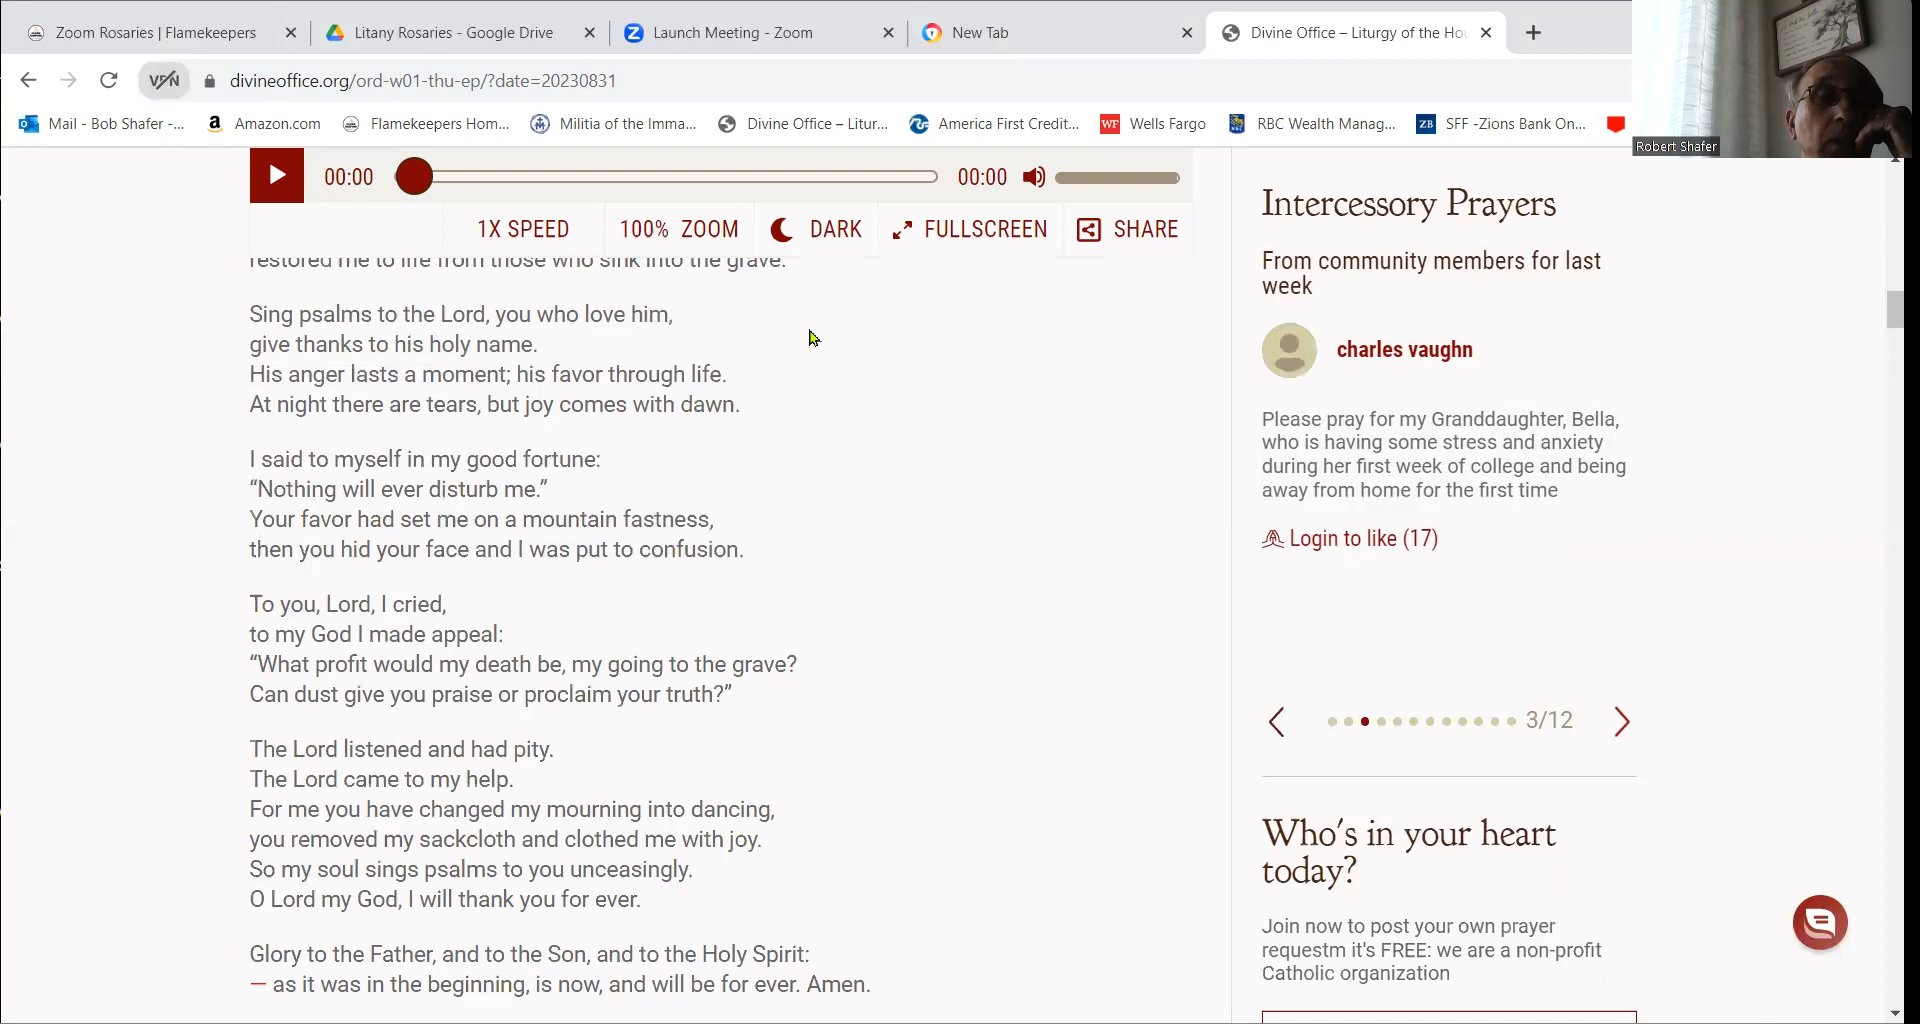 Zoom Rosaries | Flamekeepers
Litany Rosaries - Google Drive
Launch Meeting - Zoom
New Tab
Divine Office – Liturgy of the Hou
VPN
divineoffice.org/ord-w01-thu-ep/?date=20230831
Mail - Bob Shafer -...
Amazon.com
Flamekeepers Hom...
Militia of the Imma...
Divine Office – Litur...
America First Credit...
WF Wells Fargo
RBC Wealth Manag...
ZB SFF -Zions Bank On...
Robert Shafer
00:00
00:00
1X SPEED
100% ZOOM
DARK
FULLSCREEN
SHARE
restored me to life from those who sink into the grave.
Sing psalms to the Lord, you who love him,
give thanks to his holy name.
His anger lasts a moment; his favor through life.
At night there are tears, but joy comes with dawn.
I said to myself in my good fortune:
“Nothing will ever disturb me.”
Your favor had set me on a mountain fastness,
then you hid your face and I was put to confusion.
To you, Lord, I cried,
to my God I made appeal:
“What profit would my death be, my going to the grave?
Can dust give you praise or proclaim your truth?”
The Lord listened and had pity.
The Lord came to my help.
For me you have changed my mourning into dancing,
you removed my sackcloth and clothed me with joy.
So my soul sings psalms to you unceasingly.
O Lord my God, I will thank you for ever.
Glory to the Father, and to the Son, and to the Holy Spirit:
— as it was in the beginning, is now, and will be for ever. Amen.
Intercessory Prayers
From community members for last
week
charles vaughn
Please pray for my Granddaughter, Bella,
who is having some stress and anxiety
during her first week of college and being
away from home for the first time
Login to like (17)
3/12
Who's in your heart
today?
Join now to post your own prayer
requestm it's FREE: we are a non-profit
Catholic organization